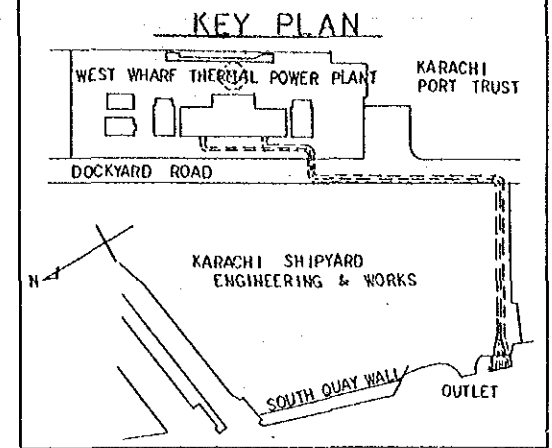 KEY PLAN
WEST WHARF THERMAL POWER PLANT
KARACHI
PORT TRUST
DOCKYARD ROAD
N
KARACHI SHIPYARD
ENGINEERING & WORKS
SOUTH QUAY WALL
OUTLET